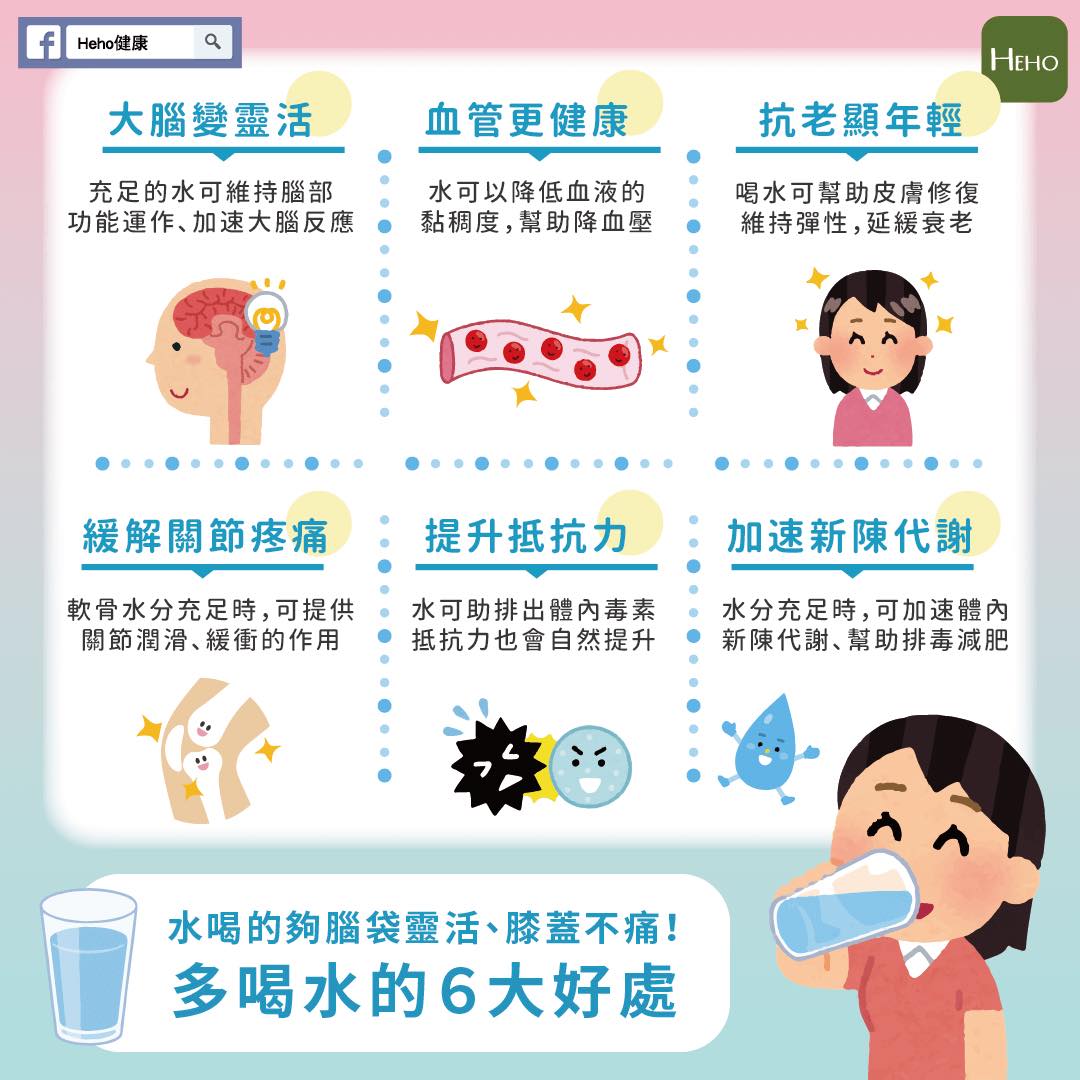 Heho健康
HEHO
大腦變靈活
充足的水可維持腦部
功能運作、加速大腦反應
血管更健康
水可以降低血液的
黏稠度,幫助降血壓
抗老顯年輕
喝水可幫助皮膚修復
維持彈性,延緩衰老
緩解關節疼痛
軟骨水分充足時,可提供
關節潤滑、緩衝的作用
提升抵抗力
水可助排出體內毒素
抵抗力也會自然提升
加速新陳代謝
水分充足時,可加速體內
新陳代謝、幫助排毒減肥
水喝的夠腦袋靈活、膝蓋不痛!
多喝水的6大好處